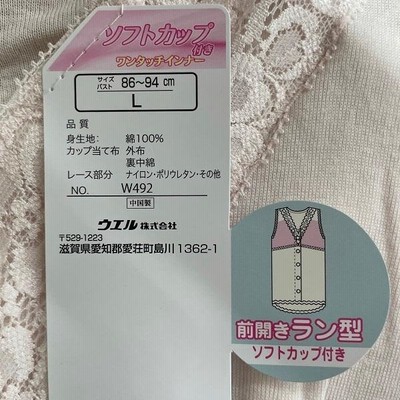 ソフトカップ
付き
ワンタッチインナー
サイズ
バスト 86～94 cm
L
品質
身生地: 綿100%
カップ当て布 外布
裏中綿
レース部分 ナイロン・ポリウレタン・その他
NO. W492
中国製
ウエル 株式会社
〒529-1223
滋賀県愛知郡愛荘町島川1362-1
前開きラン型
ソフトカップ付き